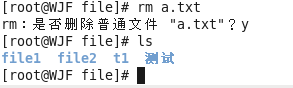 [root@WJF file]# rm a.txt
rm：是否删除普通文件 "a.txt"？y
[root@WJF file]# ls
file1  file2  t1  测试
[root@WJF file]#